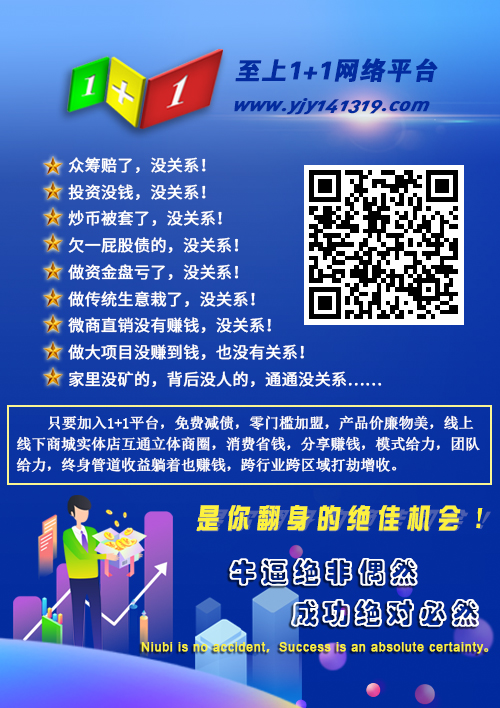 1+1
至上1+1网络平台
www.yjy141319.com
众筹赔了，没关系！
投资没钱，没关系！
炒币被套了，没关系！
欠一屁股债的，没关系！
做资金盘亏了，没关系！
做传统生意栽了，没关系！
微商直销没有赚钱，没关系！
做大项目没赚到钱，也没有关系！
家里没矿的，背后没人的，通通没关系......
只要加入1+1平台，免费减债，零门槛加盟，产品价廉物美，线上
线下商城实体店互通立体商圈，消费省钱，分享赚钱，模式给力，团队
给力，终身管道收益躺着也赚钱，跨行业跨区域打劫增收。
是你翻身的绝佳机会！
牛逼绝非偶然
成功绝对必然
Niubi is no accident, Success is an absolute certainty。